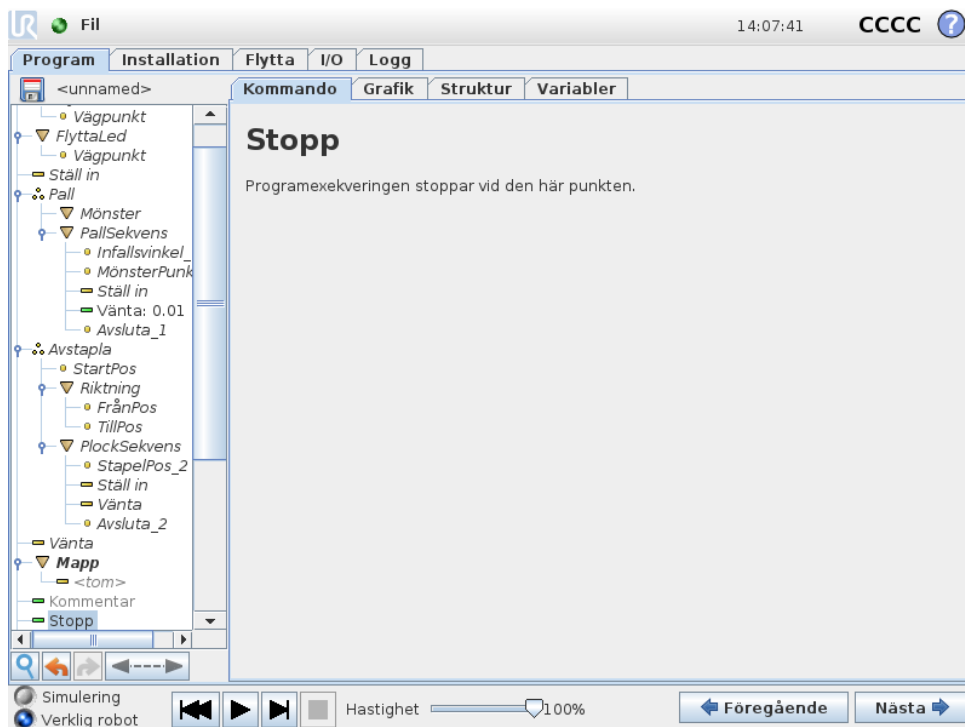 UR Fil 14:07:41 CCCC ?
Program Installation Flytta I/O Logg
<unnamed>
Kommando Grafik Struktur Variabler
Vägpunkt
FlyttaLed
Vägpunkt
Ställ in
Pall
Mönster
PallSekvens
Infallsvinkel_
MönsterPunk
Ställ in
Vänta: 0.01
Avsluta_1
Avstapla
StartPos
Riktning
FrånPos
TillPos
PlockSekvens
StapelPos_2
Ställ in
Vänta
Avsluta_2
Vänta
Mapp
<tom>
Kommentar
Stopp
Stopp
Programexekveringen stoppar vid den här punkten.
Simulering
Verklig robot
Hastighet 100%
Föregående Nästa